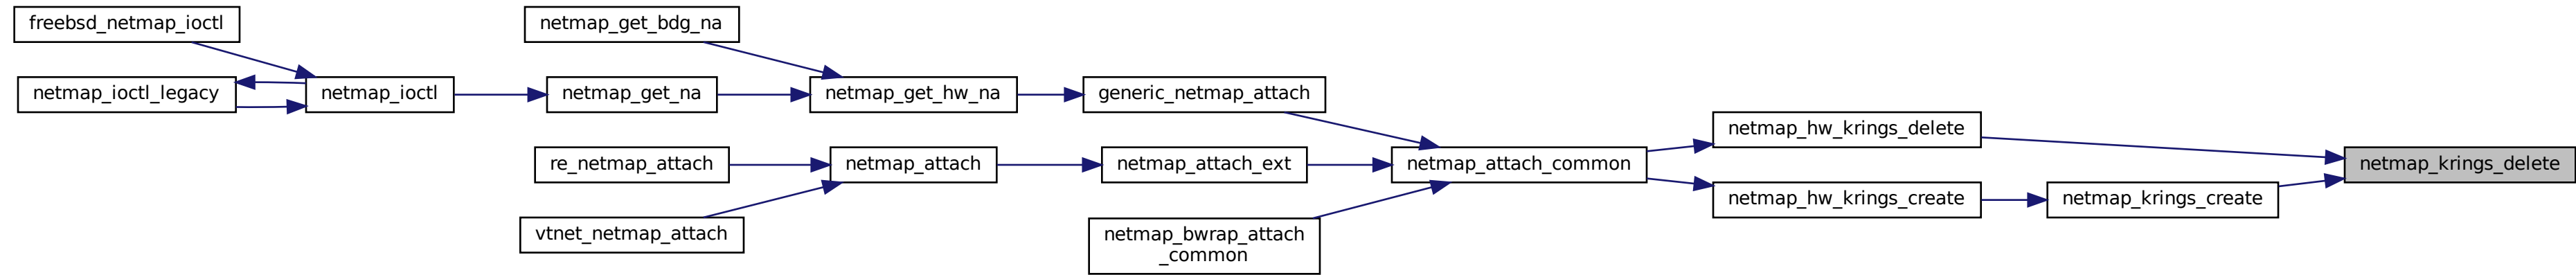 freebsd_netmap_ioctl
netmap_ioctl_legacy
netmap_ioctl
netmap_get_bdg_na
netmap_get_na
re_netmap_attach
vtnet_netmap_attach
netmap_get_hw_na
netmap_attach
generic_netmap_attach
netmap_attach_ext
netmap_bwrap_attach
_common
netmap_attach_common
netmap_hw_krings_delete
netmap_hw_krings_create
netmap_krings_create
netmap_krings_delete